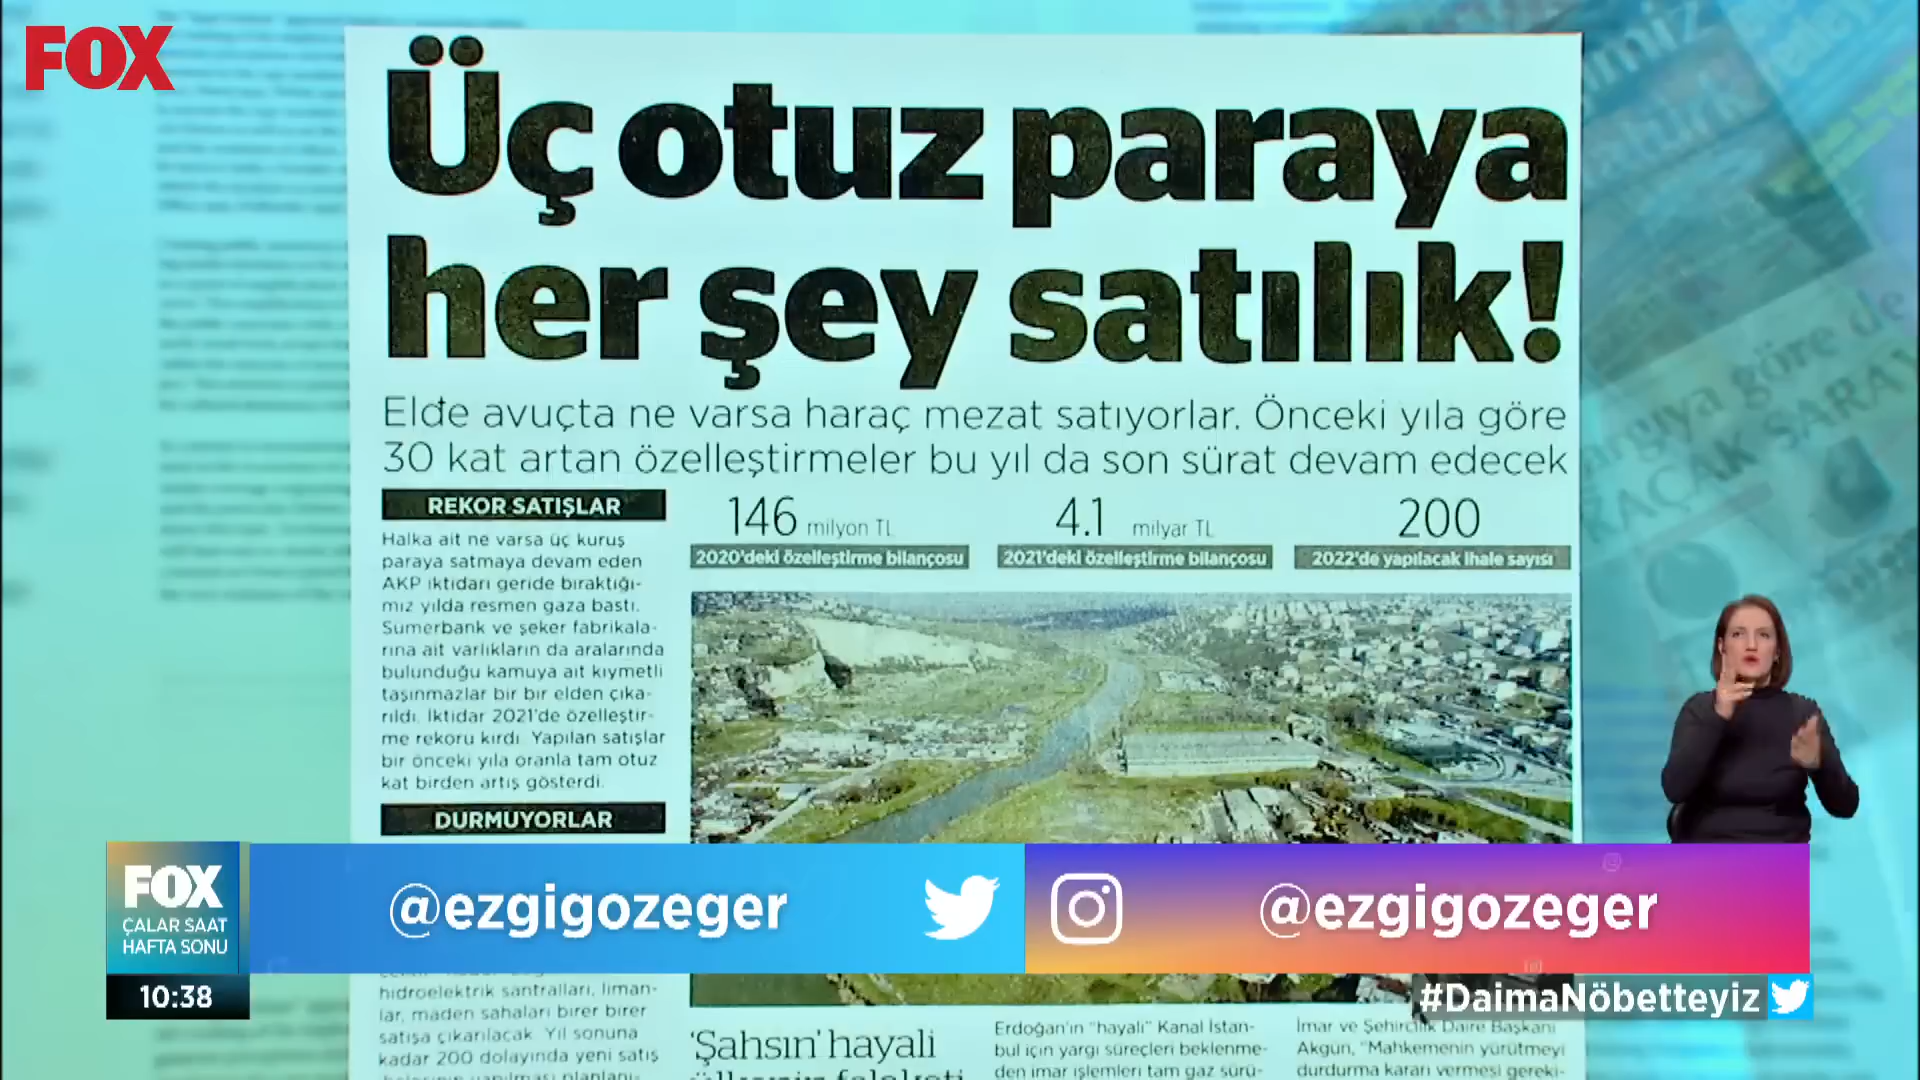 FOX
Üç otuz paraya
her şey satılık!
Elde avuçta ne varsa haraç mezat satıyorlar. Önceki yıla göre
30 kat artan özelleştirmeler bu yıl da son sürat devam edecek
REKOR SATIŞLAR
Halka ait ne varsa üç kuruş
paraya satmaya devam eden
AKP iktidarı geride bıraktığı-
mız yılda resmen gaza bastı.
Sümerbank ve şeker fabrikala-
rına ait varlıkların da aralarında
bulunduğu kamuya ait kıymetli
taşınmazlar bir bir elden çıka-
rıldı. İktidar 2021'de özelleştir-
me rekoru kırdı. Yapılan satışlar
bir önceki yıla oranla tam otuz
kat birden artış gösterdi.
DURMUYORLAR
146 milyon TL
2020'deki özelleştirme bilançosu
4.1 milyar TL
2021'deki özelleştirme bilançosu
200
2022'de yapılacak ihale sayısı
hidroelektrik santralları, liman-
lar, maden sahaları birer birer
satışa çıkarılacak. Yıl sonuna
kadar 200 dolayında yeni satış
'Şahsın' hayali
Erdoğan'ın "hayali" Kanal İstan-
bul için yargı süreçleri beklenme-
den imar işlemleri tam gaz sürü-
İmar ve Şehircilik Daire Başkanı
Akgün, "Mahkemenin yürütmeyi
durdurma kararı vermesi gereki-
argıya göre de
KAÇAK SARAY
FOX
ÇALAR SAAT
HAFTA SONU
10:38
@ezgigozeger
@ezgigozeger
#DaimaNöbetteyiz